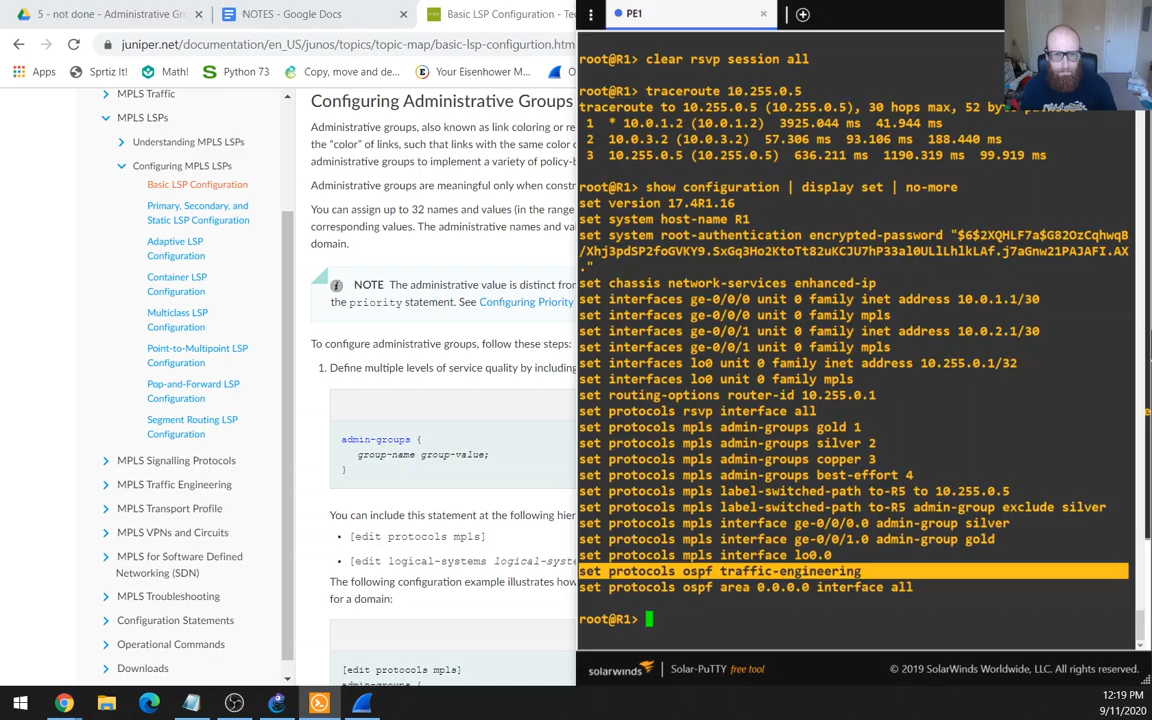 5 - not done - Administrative Gr
NOTES - Google Docs
Basic LSP Configuration - Te
PE1
juniper.net/documentation/en_US/junos/topics/topic-map/basic-lsp-configurtion.htm
Apps
Sprtiz It!
Math!
Python 73
Copy, move and de...
Your Eisenhower M...
MPLS Traffic
MPLS LSPs
Understanding MPLS LSPs
Configuring MPLS LSPs
Basic LSP Configuration
Primary, Secondary, and
Static LSP Configuration
Adaptive LSP
Configuration
Container LSP
Configuration
Multiclass LSP
Configuration
Point-to-Multipoint LSP
Configuration
Pop-and-Forward LSP
Configuration
Segment Routing LSP
Configuration
MPLS Signalling Protocols
MPLS Traffic Engineering
MPLS Transport Profile
MPLS VPNs and Circuits
MPLS for Software Defined
Networking (SDN)
MPLS Troubleshooting
Configuration Statements
Operational Commands
Downloads
Configuring Administrative Groups
Administrative groups, also known as link coloring or re
the “color” of links, such that links with the same color c
administrative groups to implement a variety of policy-b
Administrative groups are meaningful only when constr
You can assign up to 32 names and values (in the range
corresponding values. The administrative names and va
domain.
NOTE The administrative value is distinct from
the priority statement. See Configuring Priority
To configure administrative groups, follow these steps:
1. Define multiple levels of service quality by including
admin-groups {
group-name group-value;
}
You can include this statement at the following hier
• [edit protocols mpls]
• [edit logical-systems logical-syste
The following configuration example illustrates how
for a domain:
[edit protocols mpls]
admin-groups {
root@R1> clear rsvp session all
root@R1> traceroute 10.255.0.5
traceroute to 10.255.0.5 (10.255.0.5), 30 hops max, 52 byte
1 * 10.0.1.2 (10.0.1.2) 3925.044 ms 41.944 ms
2 10.0.3.2 (10.0.3.2) 57.306 ms 93.106 ms 188.440 ms
3 10.255.0.5 (10.255.0.5) 636.211 ms 1190.319 ms 99.919 ms
root@R1> show configuration | display set | no-more
set version 17.4R1.16
set system host-name R1
set system root-authentication encrypted-password "$6$2XQHLF7a$G82OzCqhwqB
/Xhj3pdSP2foGVKY9.SxGq3Ho2KtoTt82uKCJU7hP33al0ULlLhlkLAf.j7aGnw21PAJAFI.AX
."
set chassis network-services enhanced-ip
set interfaces ge-0/0/0 unit 0 family inet address 10.0.1.1/30
set interfaces ge-0/0/0 unit 0 family mpls
set interfaces ge-0/0/1 unit 0 family inet address 10.0.2.1/30
set interfaces ge-0/0/1 unit 0 family mpls
set interfaces lo0 unit 0 family inet address 10.255.0.1/32
set interfaces lo0 unit 0 family mpls
set routing-options router-id 10.255.0.1
set protocols rsvp interface all
set protocols mpls admin-groups gold 1
set protocols mpls admin-groups silver 2
set protocols mpls admin-groups copper 3
set protocols mpls admin-groups best-effort 4
set protocols mpls label-switched-path to-R5 to 10.255.0.5
set protocols mpls label-switched-path to-R5 admin-group exclude silver
set protocols mpls interface ge-0/0/0.0 admin-group silver
set protocols mpls interface ge-0/0/1.0 admin-group gold
set protocols mpls interface lo0.0
set protocols ospf traffic-engineering
set protocols ospf area 0.0.0.0 interface all
root@R1>
solarwinds
Solar-PuTTY free tool
© 2019 SolarWinds Worldwide, LLC. All rights reserved.
12:19 PM
9/11/2020